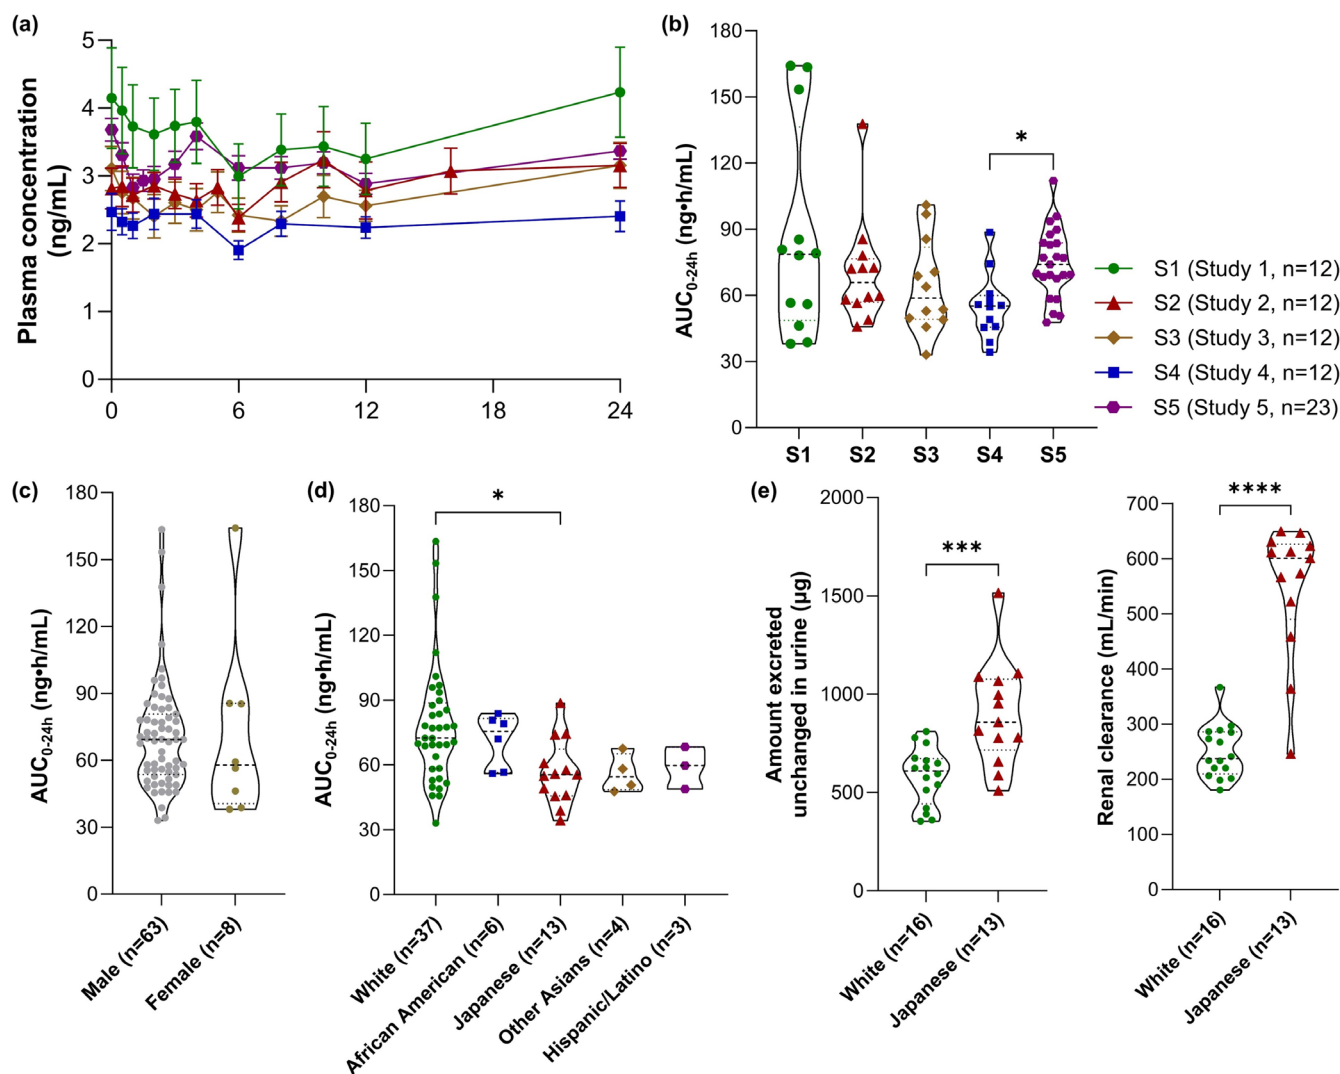 (a)
Plasma concentration
(ng/mL)
5
4
3
2
1
0
0 6 12 18 24
(b)
AUC0-24h (ng•h/mL)
180
150
120
90
60
30
0
*
S1 S2 S3 S4 S5
S1 (Study 1, n=12)
S2 (Study 2, n=12)
S3 (Study 3, n=12)
S4 (Study 4, n=12)
S5 (Study 5, n=23)
(c)
AUC0-24h (ng•h/mL)
180
150
120
90
60
30
0
Male (n=63)
Female (n=8)
(d)
AUC0-24h (ng•h/mL)
180
150
120
90
60
30
0
*
White (n=37)
African American (n=6)
Japanese (n=13)
Other Asians (n=4)
Hispanic/Latino (n=3)
(e)
Amount excreted
unchanged in urine (µg)
2000
1500
1000
500
0
***
White (n=16)
Japanese (n=13)
Renal clearance (mL/min)
700
600
500
400
300
200
100
0
****
White (n=16)
Japanese (n=13)